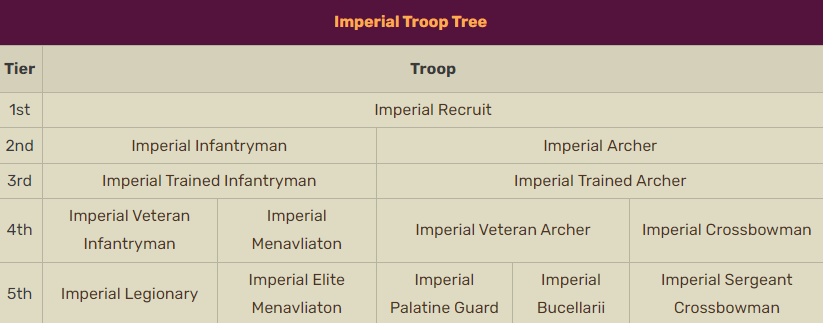 Imperial Troop Tree
Tier Troop
1st Imperial Recruit
2nd Imperial Infantryman Imperial Archer
3rd Imperial Trained Infantryman Imperial Trained Archer
4th Imperial Veteran Infantryman Imperial Menavliaton Imperial Veteran Archer Imperial Crossbowman
5th Imperial Legionary Imperial Elite Menavliaton Imperial Palatine Guard Imperial Bucellarii Imperial Sergeant Crossbowman